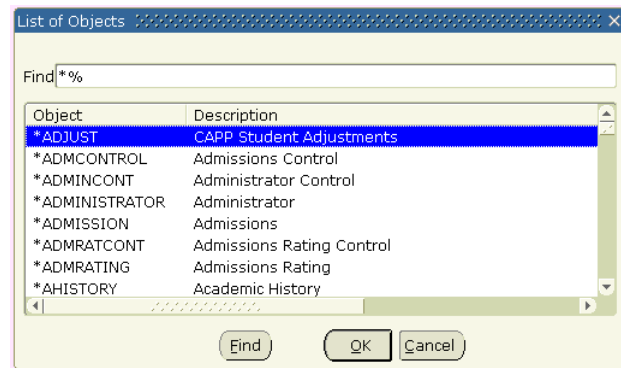 List of Objects
Find *%
Object Description
*ADJUST CAPP Student Adjustments
*ADMCONTROL Admissions Control
*ADMINCONT Administrator Control
*ADMINISTRATOR Administrator
*ADMISSION Admissions
*ADMRATCONT Admissions Rating Control
*ADMRATING Admissions Rating
*AHISTORY Academic History
Find OK Cancel